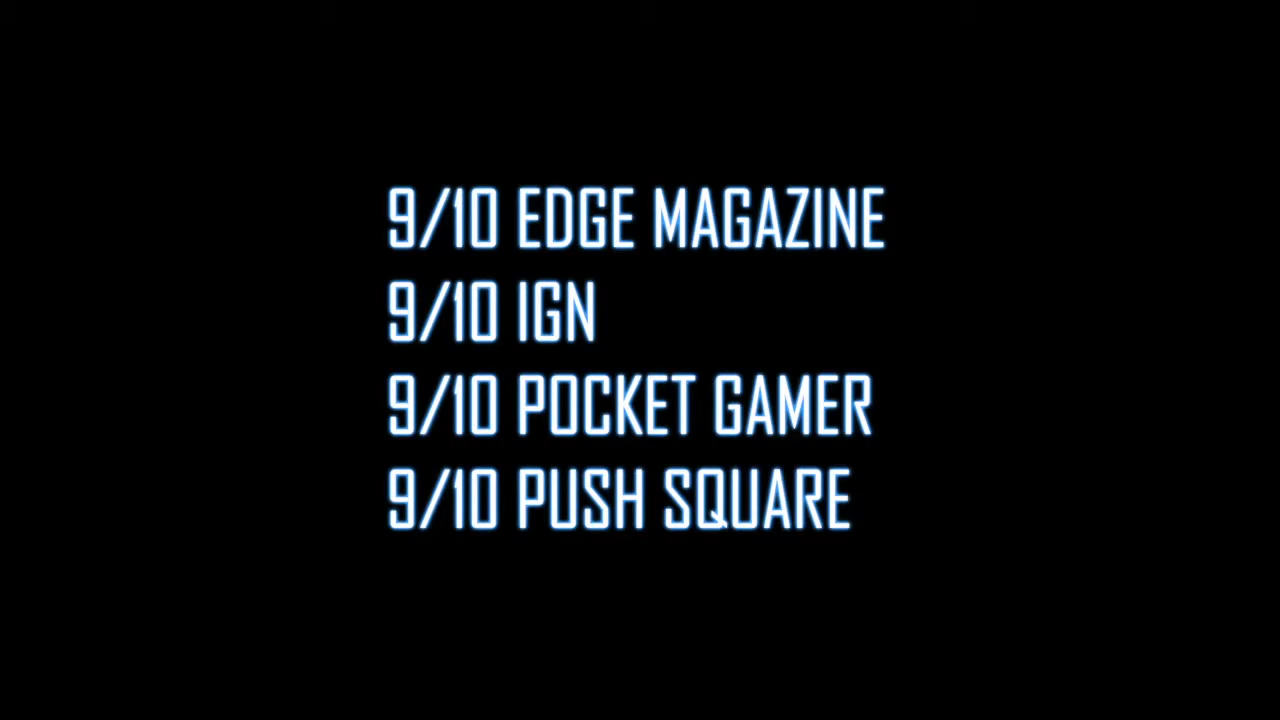 9/10 EDGE MAGAZINE
9/10 IGN
9/10 POCKET GAMER
9/10 PUSH SQUARE